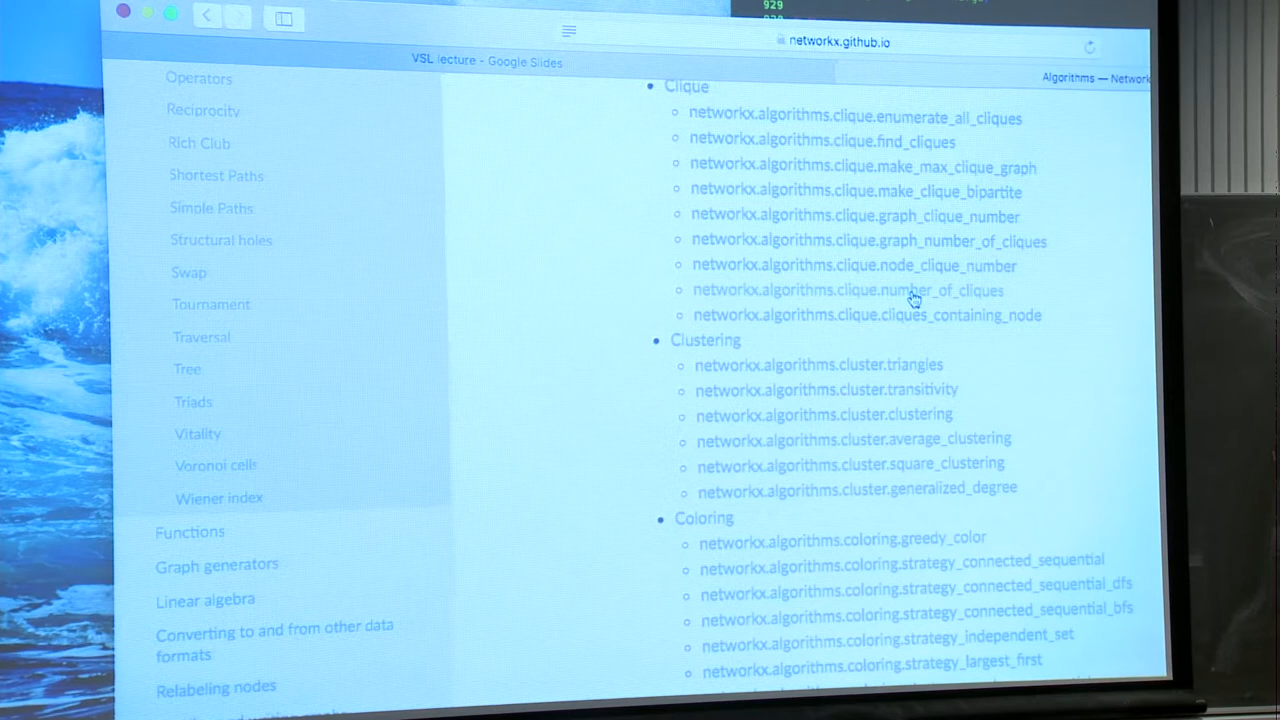 929
networkx.github.io
VSL lecture - Google Slides
Algorithms — Network
Operators
Reciprocity
Rich Club
Shortest Paths
Simple Paths
Structural holes
Swap
Tournament
Traversal
Tree
Triads
Vitality
Voronoi cells
Wiener index
Functions
Graph generators
Linear algebra
Converting to and from other data
formats
Relabeling nodes
Clique
networkx.algorithms.clique.enumerate_all_cliques
networkx.algorithms.clique.find_cliques
networkx.algorithms.clique.make_max_clique_graph
networkx.algorithms.clique.make_clique_bipartite
networkx.algorithms.clique.graph_clique_number
networkx.algorithms.clique.graph_number_of_cliques
networkx.algorithms.clique.node_clique_number
networkx.algorithms.clique.number_of_cliques
networkx.algorithms.clique.cliques_containing_node
Clustering
networkx.algorithms.cluster.triangles
networkx.algorithms.cluster.transitivity
networkx.algorithms.cluster.clustering
networkx.algorithms.cluster.average_clustering
networkx.algorithms.cluster.square_clustering
networkx.algorithms.cluster.generalized_degree
Coloring
networkx.algorithms.coloring.greedy_color
networkx.algorithms.coloring.strategy_connected_sequential
networkx.algorithms.coloring.strategy_connected_sequential_dfs
networkx.algorithms.coloring.strategy_connected_sequential_bfs
networkx.algorithms.coloring.strategy_independent_set
networkx.algorithms.coloring.strategy_largest_first